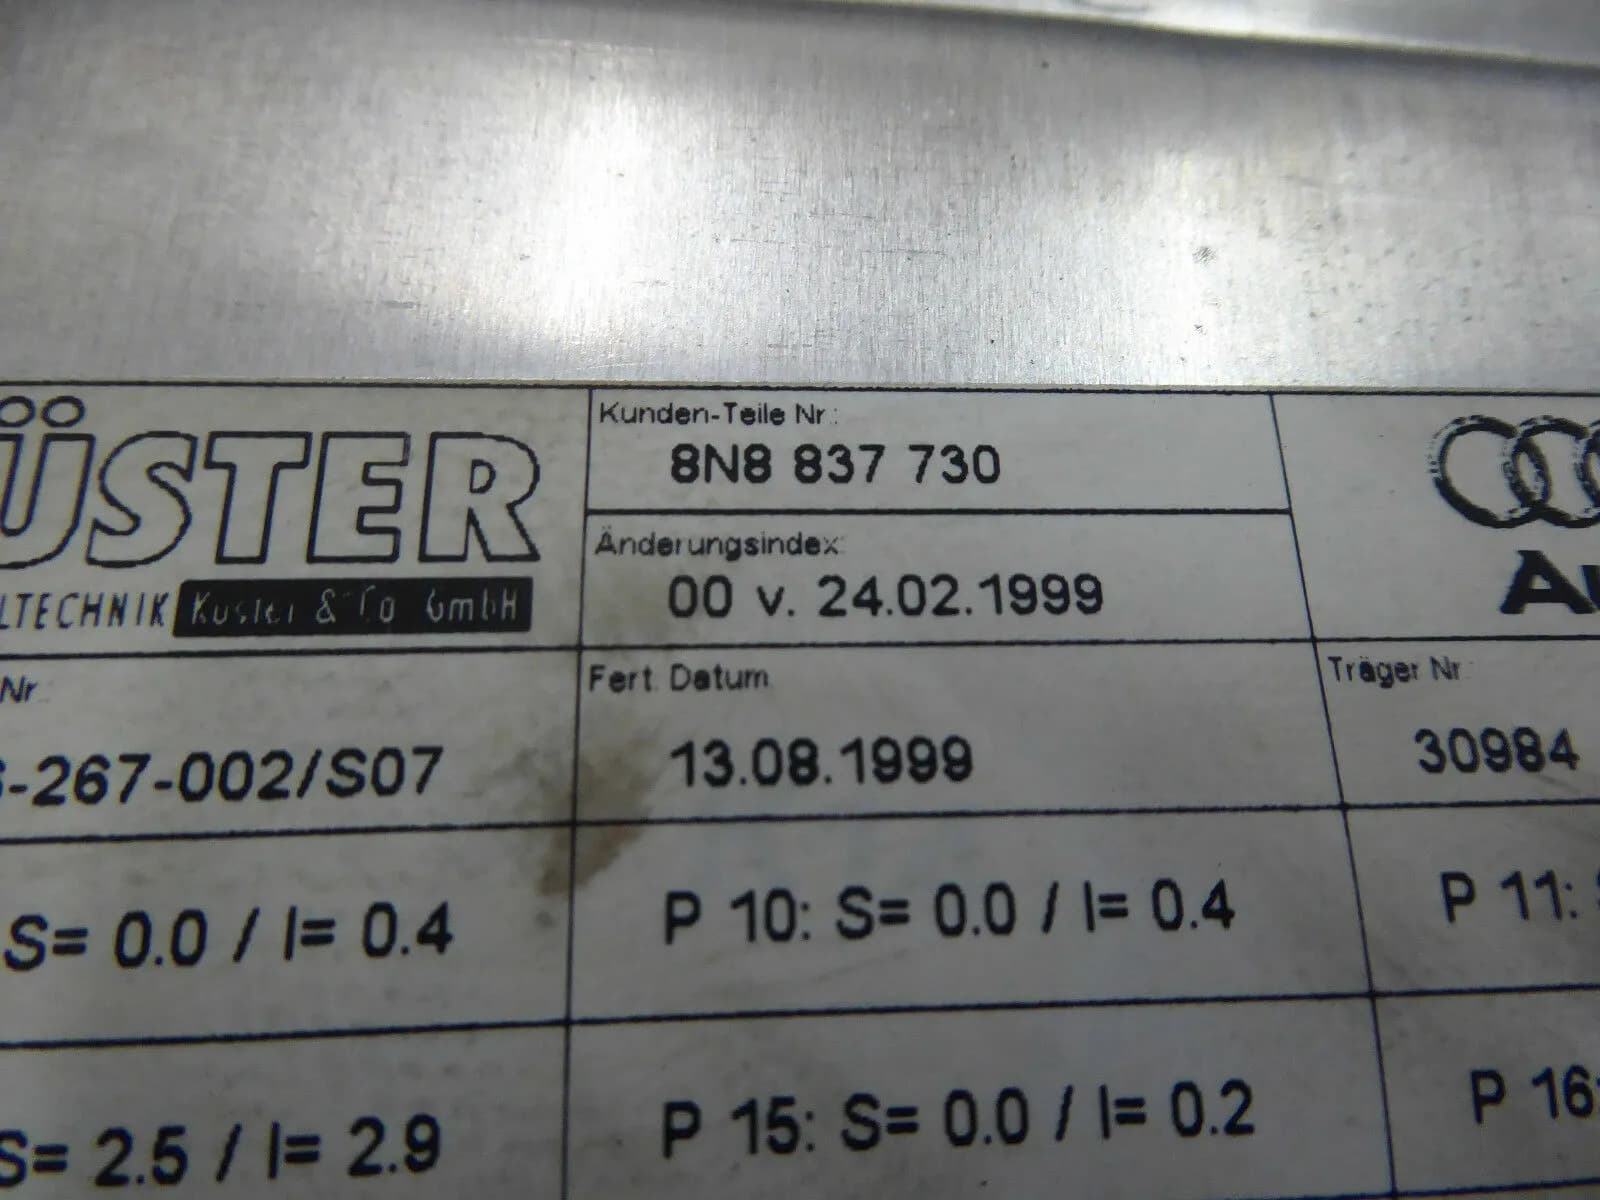 ÜSTER
LTECHNIK Küster & Co GmbH
Kunden-Teile Nr.:
8N8 837 730
Änderungsindex:
00 v. 24.02.1999
Nr.
-267-002/S07
Fert. Datum
13.08.1999
Träger Nr.
30984
S= 0.0 / I= 0.4
P 10: S= 0.0 / I= 0.4
P 11:
S= 2.5 / I= 2.9
P 15: S= 0.0 / I= 0.2
P 16: